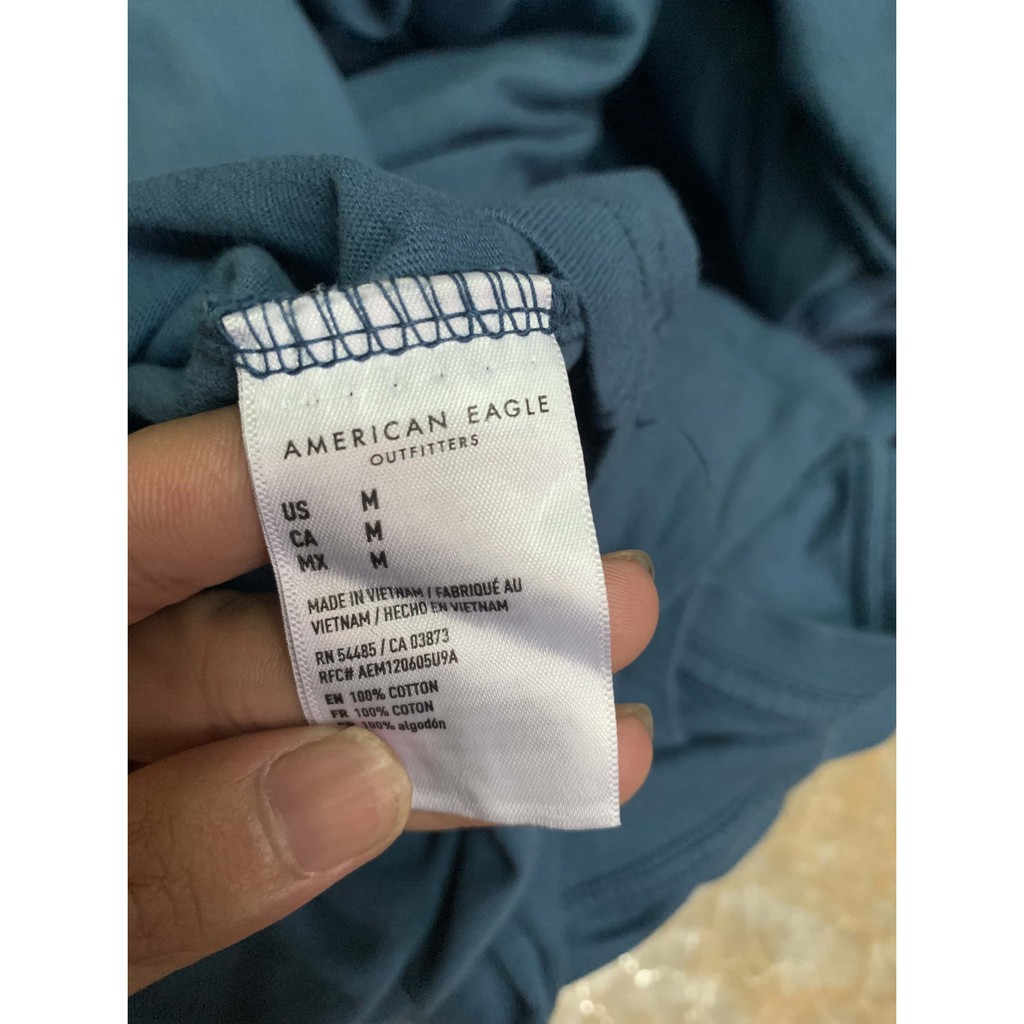 AMERICAN EAGLE
OUTFITTERS
US M
CA M
MX M
MADE IN VIETNAM / FABRIQUÉ AU
VIETNAM / HECHO EN VIETNAM
RN 54485 / CA 03873
RFC# AEM120605U9A
EN 100% COTTON
FR 100% COTON
100% algodón